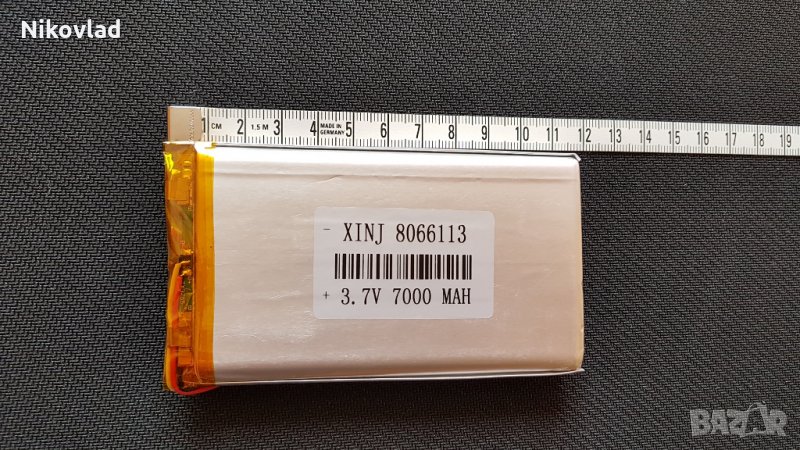 Nikovlad
1 CM 2 1.5 M 3 4 MADE IN GERMANY 5 6 7 8 9 10 11 12 13 14 15 16 17 18 19
- XINJ 8066113
+ 3.7V 7000 MAH
BAZAR